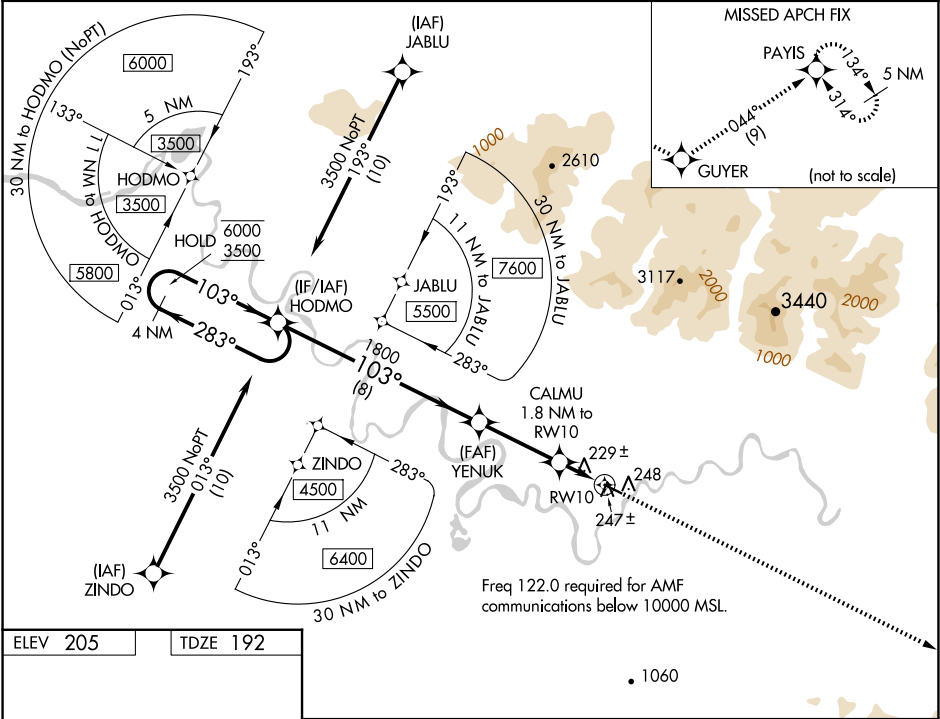 MISSED APCH FIX
PAYIS
134°
314°
5 NM
044°
(9)
GUYER
(not to scale)
30 NM to HODMO (NoPT)
6000
193°
133°
5 NM
3500
HODMO
11 NM to HODMO
3500
5800
013°
HOLD 6000
3500
103°
283°
4 NM
(IF/IAF)
HODMO
(IAF)
JABLU
3500 NoPT
193°
(10)
1000
2610
193°
30 NM to JABLU
11 NM to JABLU
7600
JABLU
5500
283°
3117
2000
3440
2000
1000
1800
103°
(8)
CALMU
1.8 NM to
RW10
(FAF)
YENUK
229 ±
248
RW10
247 ±
3500 NoPT
013°
(10)
(IAF)
ZINDO
ZINDO
283°
4500
11 NM
013°
6400
30 NM to ZINDO
Freq 122.0 required for AMF
communications below 10000 MSL.
1060
ELEV 205
TDZE 192